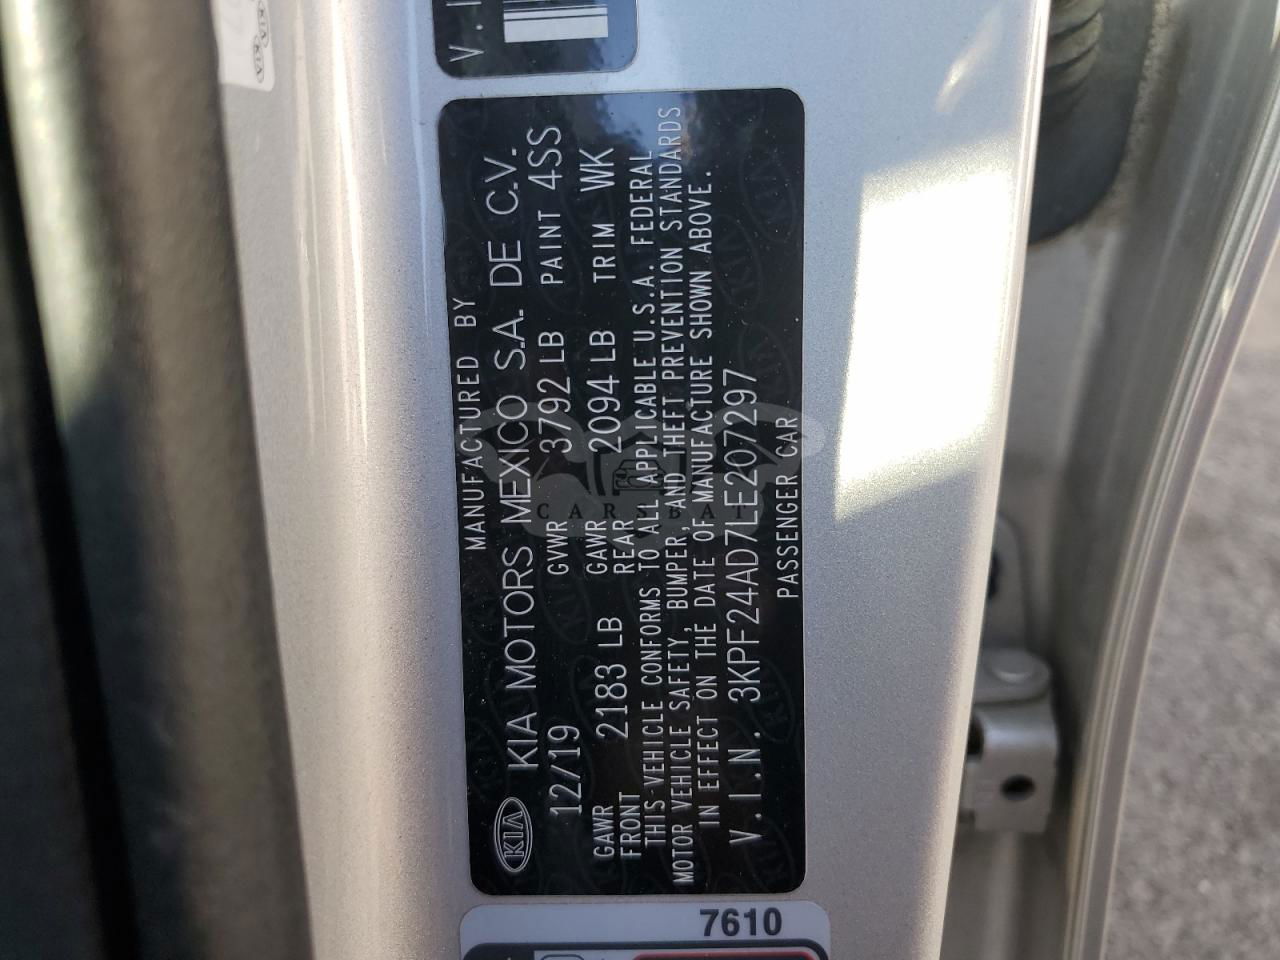 KIA
MANUFACTURED BY
KIA MOTORS MEXICO S.A. DE C.V.
12/19 GVWR 3792 LB PAINT 4SS
GAWR FRONT 2183 LB GAWR REAR 2094 LB TRIM WK
THIS VEHICLE CONFORMS TO ALL APPLICABLE U.S.A. FEDERAL
MOTOR VEHICLE SAFETY, BUMPER, AND THEFT PREVENTION STANDARDS
IN EFFECT ON THE DATE OF MANUFACTURE SHOWN ABOVE.
V.I.N. 3KPF24AD7LE207297
PASSENGER CAR
7610
CARSBAT